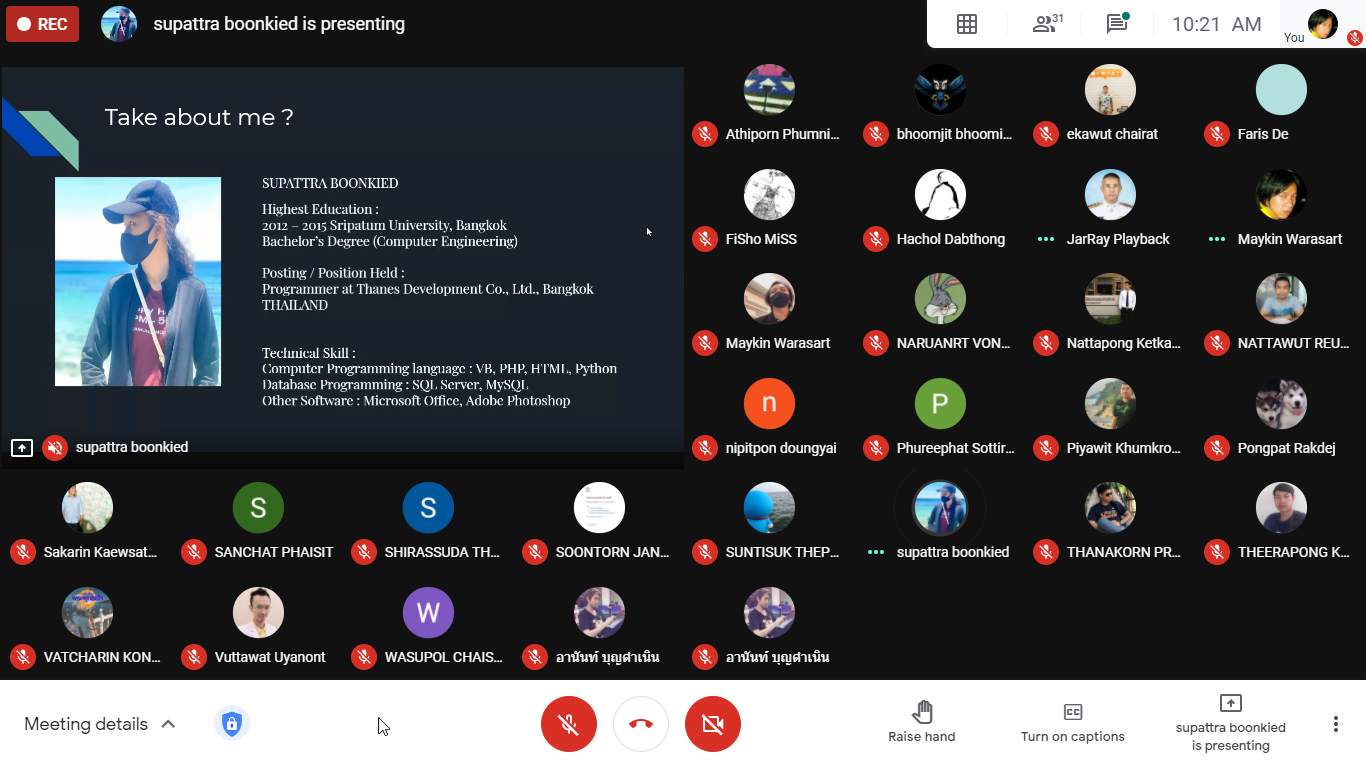 REC
supattra boonkied is presenting
31
10:21 AM
You
Take about me ?
SUPATTRA BOONKIED
Highest Education :
2012 – 2015 Sripatum University, Bangkok
Bachelor's Degree (Computer Engineering)
Posting / Position Held :
Programmer at Thanes Development Co., Ltd., Bangkok
THAILAND
Technical Skill :
Computer Programming language : VB, PHP, HTML, Python
Database Programming : SQL Server, MySQL
Other Software : Microsoft Office, Adobe Photoshop
supattra boonkied
Athiporn Phumni...
bhoomjit bhoomi...
ekawut chairat
Faris De
FiSho MiSS
Hachol Dabthong
JarRay Playback
Maykin Warasart
Maykin Warasart
NARUANRT VON...
Nattapong Ketka...
NATTAWUT REU...
n
P
nipitpon doungyai
Phureephat Sottir...
Piyawit Khumkro...
Pongpat Rakdej
S
S
Sakarin Kaewsat...
SANCHAT PHAISIT
SHIRASSUDA TH...
SOONTORN JAN...
SUNTISUK THEP...
supattra boonkied
THANAKORN PR...
THEERAPONG K...
W
VATCHARIN KON...
Vuttawat Uyanont
WASUPOL CHAIS...
อานันท์ บุญดำเนิน
อานันท์ บุญดำเนิน
Meeting details
Raise hand
CC
Turn on captions
supattra boonkied
is presenting